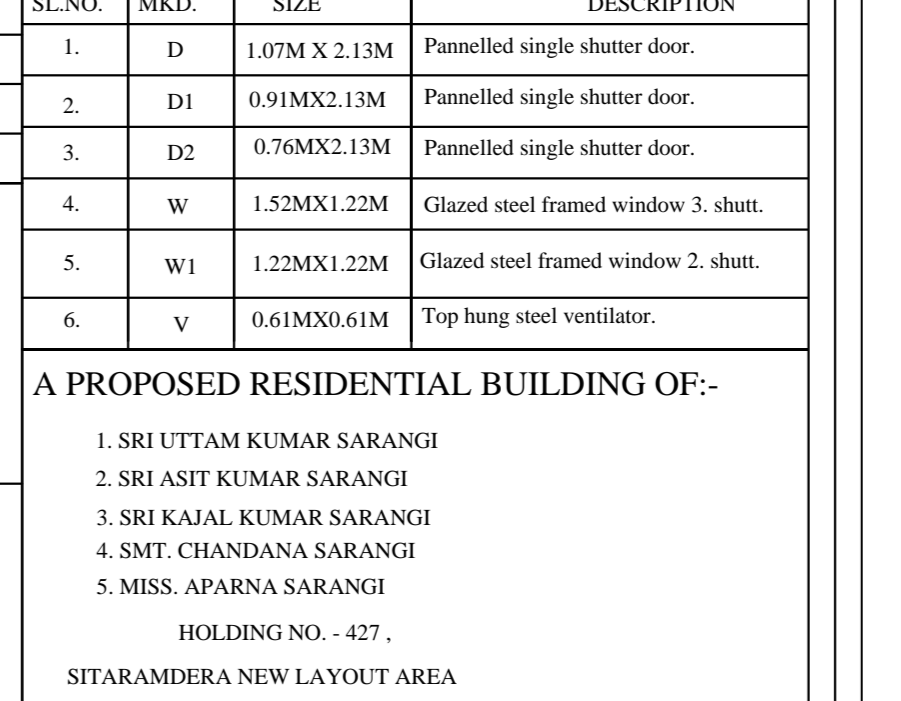 SL.NO. MKD. SIZE DESCRIPTION
1. D 1.07M X 2.13M Pannelled single shutter door.
2. D1 0.91MX2.13M Pannelled single shutter door.
3. D2 0.76MX2.13M Pannelled single shutter door.
4. W 1.52MX1.22M Glazed steel framed window 3. shutt.
5. W1 1.22MX1.22M Glazed steel framed window 2. shutt.
6. V 0.61MX0.61M Top hung steel ventilator.
A PROPOSED RESIDENTIAL BUILDING OF:-
1. SRI UTTAM KUMAR SARANGI
2. SRI ASIT KUMAR SARANGI
3. SRI KAJAL KUMAR SARANGI
4. SMT. CHANDANA SARANGI
5. MISS. APARNA SARANGI
HOLDING NO. - 427 ,
SITARAMDERA NEW LAYOUT AREA